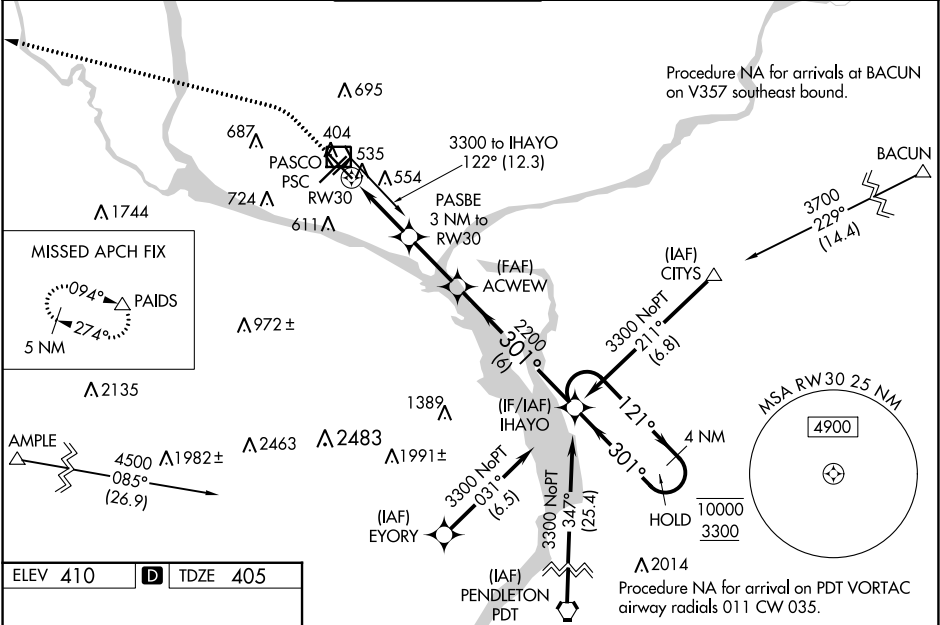 Procedure NA for arrivals at BACUN
on V357 southeast bound.
695
687
404
535
554
PASCO
PSC
RW30
724
611
3300 to IHAYO
122° (12.3)
BACUN
3700
229°
(14.4)
1744
PASBE
3 NM to
RW30
MISSED APCH FIX
094°
PAIDS
274°
5 NM
(FAF)
ACWEW
(IAF)
CITYS
3300 NoPT
211°
(6.8)
972 ±
2200
301°
(6)
2135
1389
(IF/IAF)
IHAYO
121°
4 NM
301°
MSA RW30 25 NM
4900
AMPLE
4500
085°
(26.9)
1982 ±
2463
2483
1991 ±
3300 NoPT
031°
(6.5)
(IAF)
EYORY
3300 NoPT
347°
(25.4)
HOLD
10000
3300
2014
(IAF)
PENDLETON
PDT
Procedure NA for arrival on PDT VORTAC
airway radials 011 CW 035.
ELEV 410 D TDZE 405